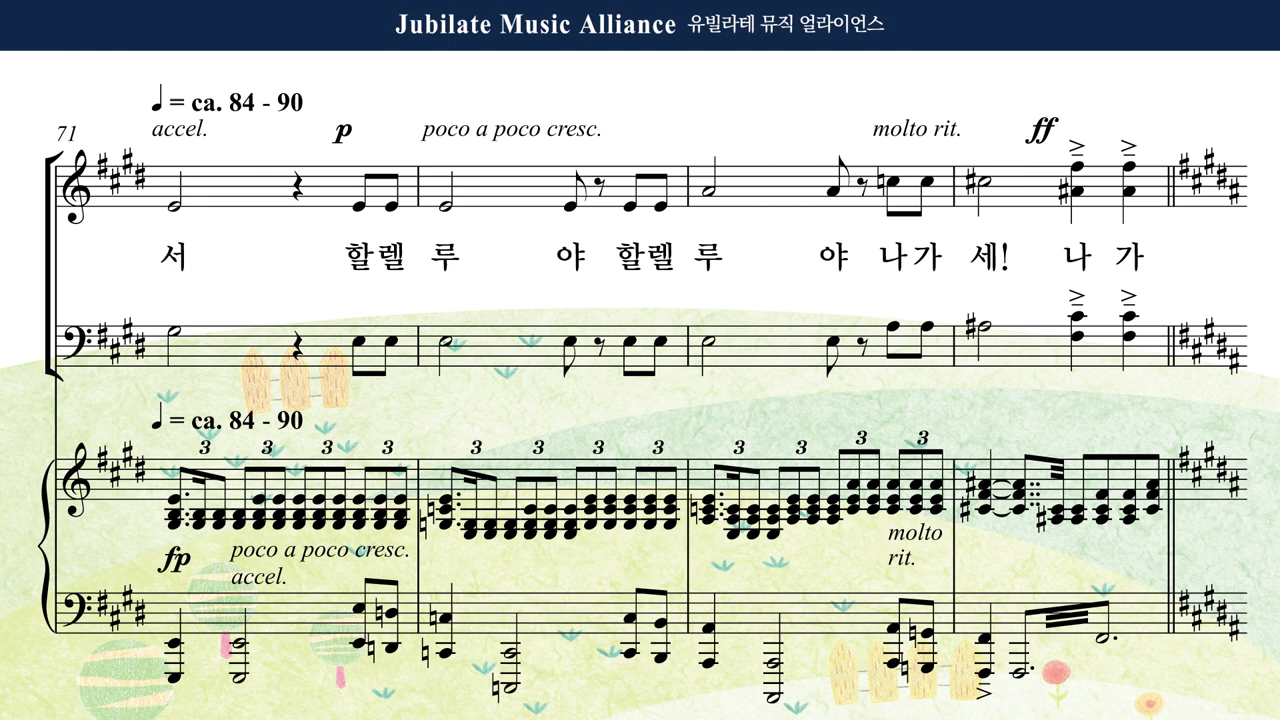 Jubilate Music Alliance 유빌라테 뮤직 얼라이언스
♩ = ca. 84 - 90
71 accel. p poco a poco cresc. molto rit. ff
서 할렐 루 야 할렐 루 야 나가 세! 나 가
♩ = ca. 84 - 90
3 3 3 3 3 3 3 3 3 3 3 3
fp poco a poco cresc. molto
accel. rit.